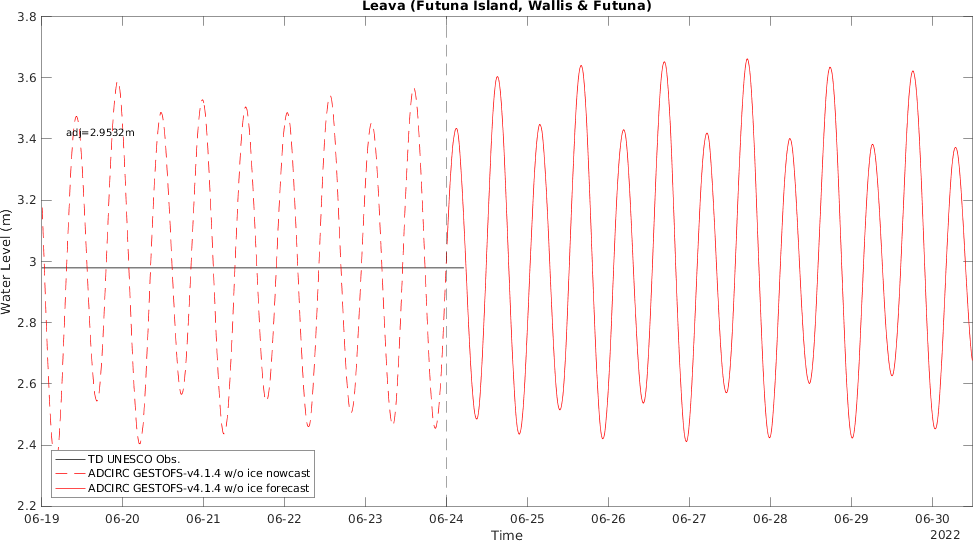 Leava (Futuna Island, Wallis & Futuna)
3.8
3.6
3.4
3.2
3
2.8
2.6
2.4
2.2
Water Level (m)
adj=2.9532m
TD UNESCO Obs.
ADCIRC GESTOFS-v4.1.4 w/o ice nowcast
ADCIRC GESTOFS-v4.1.4 w/o ice forecast
06-19 06-20 06-21 06-22 06-23 06-24 06-25 06-26 06-27 06-28 06-29 06-30
2022
Time